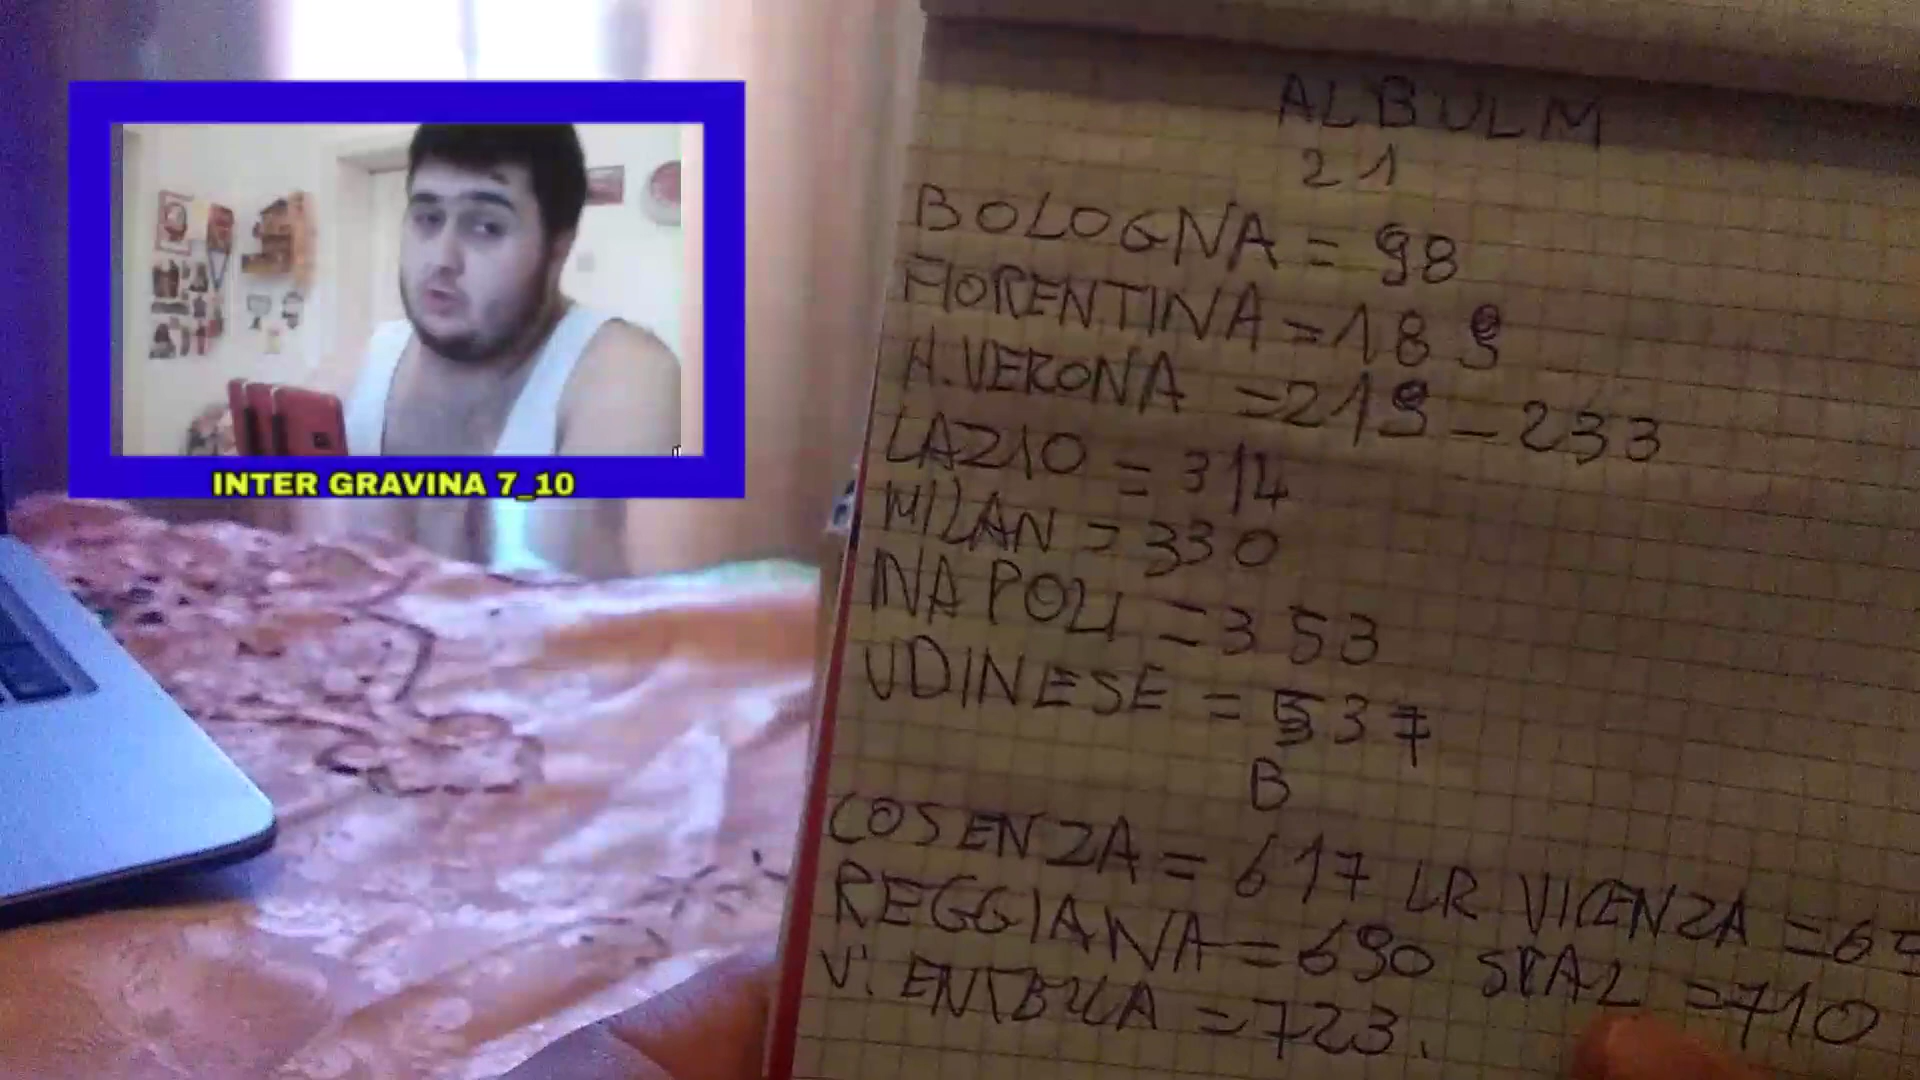 INTER GRAVINA 7_10
ALBULM
21
BOLOGNA = 98
FIORENTINA = 189
H. VERONA = 219 - 233
LAZIO = 314
MILAN = 330
NAPOLI = 353
UDINESE = 537
B
COSENZA = 617 LR VICENZA = 6
REGGIANA = 690 SPAL = 710
= 723.